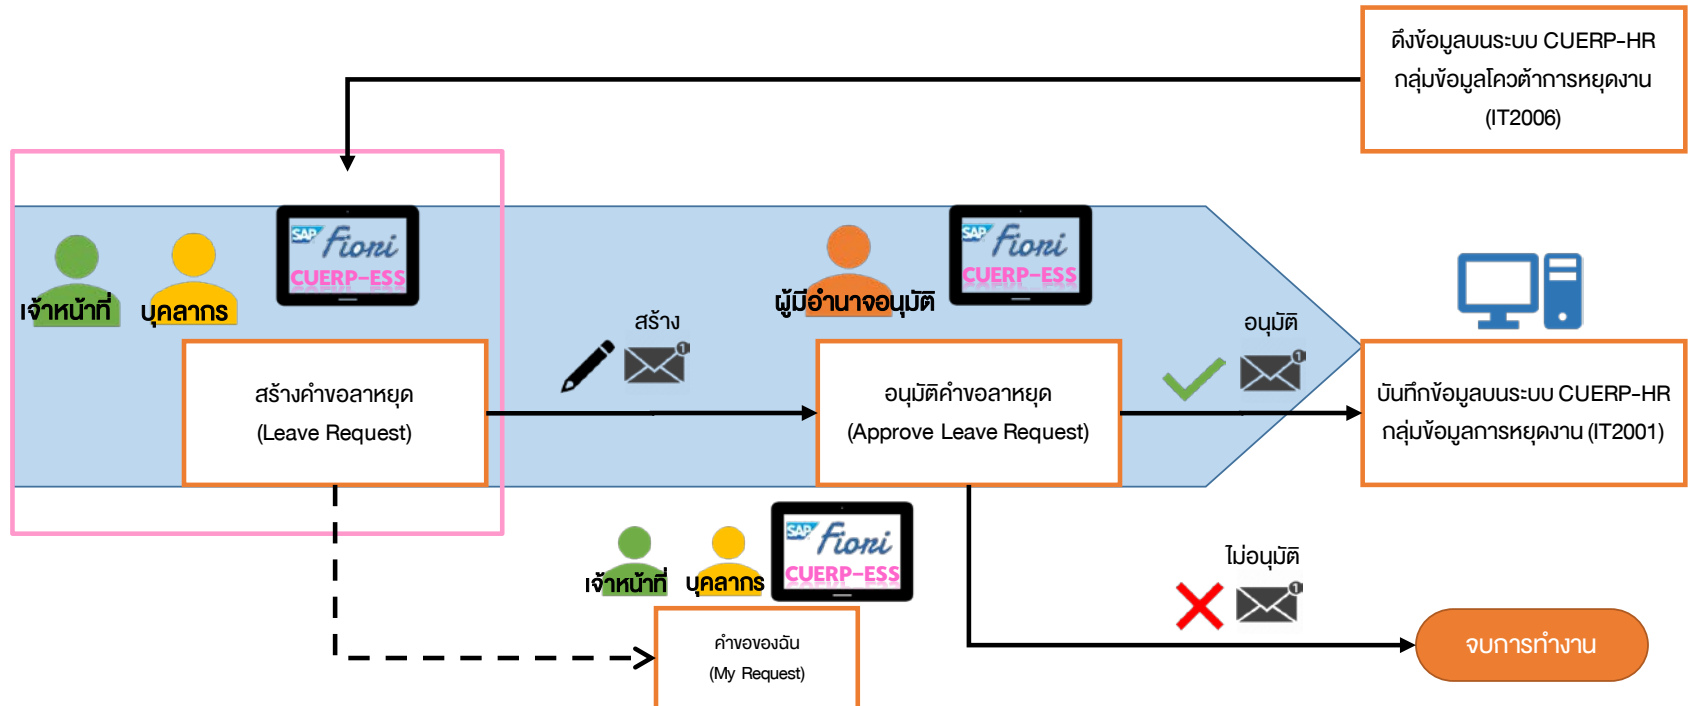 ดึงข้อมูลบนระบบ CUERP-HR
กลุ่มข้อมูลโควต้าการหยุดงาน
(IT2006)
SAP Fiori
CUERP-ESS
เจ้าหน้าที่
บุคลากร
สร้างคำขอลาหยุด
(Leave Request)
สร้าง
1
SAP Fiori
CUERP-ESS
ผู้มีอำนาจอนุมัติ
อนุมัติคำขอลาหยุด
(Approve Leave Request)
อนุมัติ
1
บันทึกข้อมูลบนระบบ CUERP-HR
กลุ่มข้อมูลการหยุดงาน (IT2001)
เจ้าหน้าที่
บุคลากร
SAP Fiori
CUERP-ESS
คำขอของฉัน
(My Request)
ไม่อนุมัติ
1
จบการทำงาน